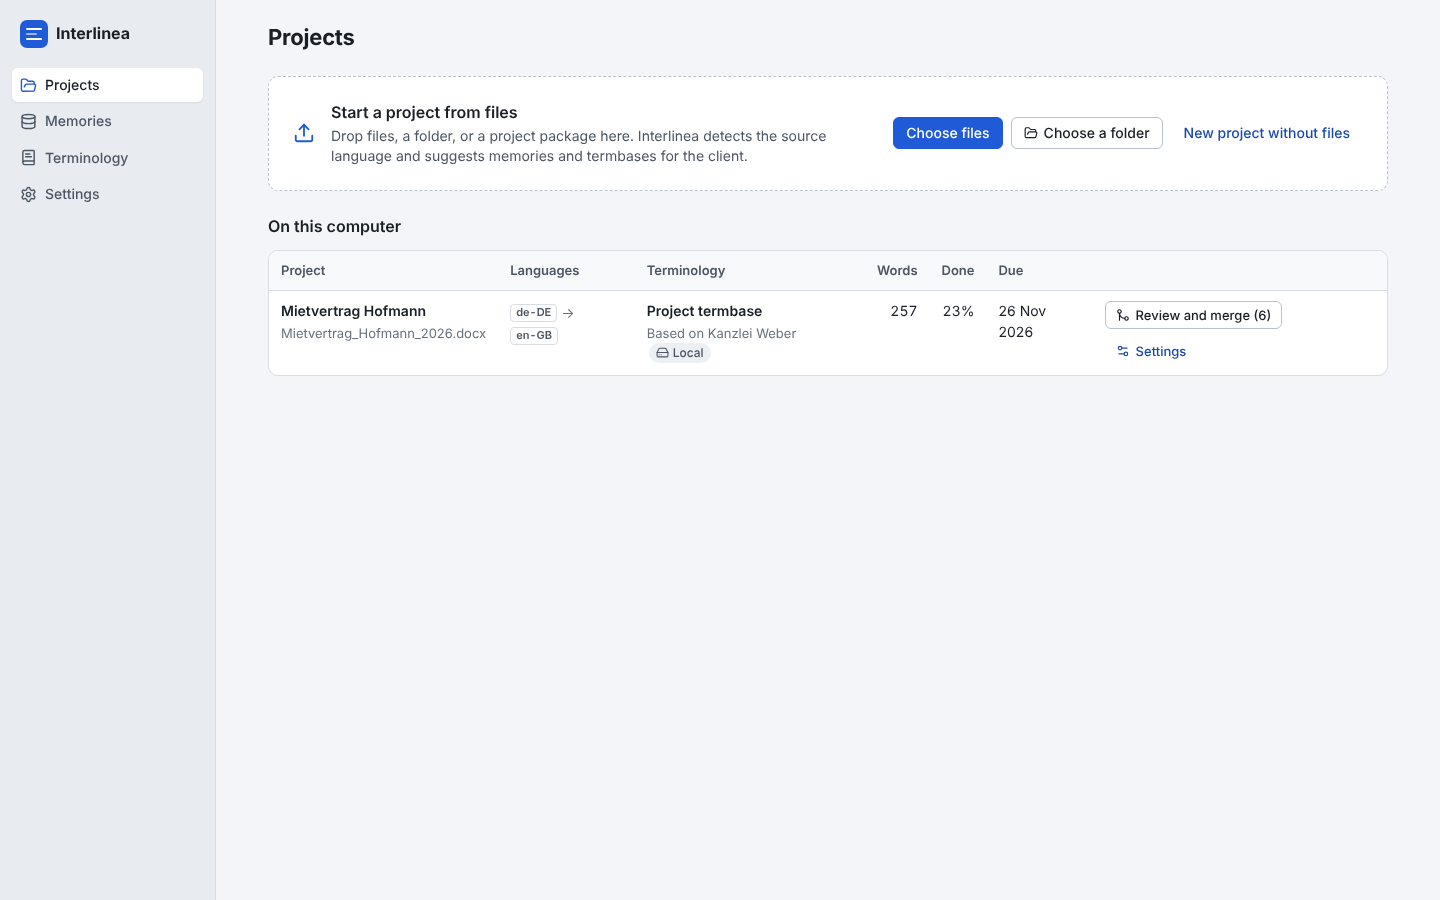 Interlinea
Projects
Memories
Terminology
Settings
Projects
Start a project from files
Drop files, a folder, or a project package here. Interlinea detects the source
language and suggests memories and termbases for the client.
Choose files
Choose a folder
New project without files
On this computer
Project Languages Terminology Words Done Due
Mietvertrag Hofmann
Mietvertrag_Hofmann_2026.docx
de-DE →
en-GB
Project termbase
Based on Kanzlei Weber
Local
257
23%
26 Nov
2026
Review and merge (6)
Settings